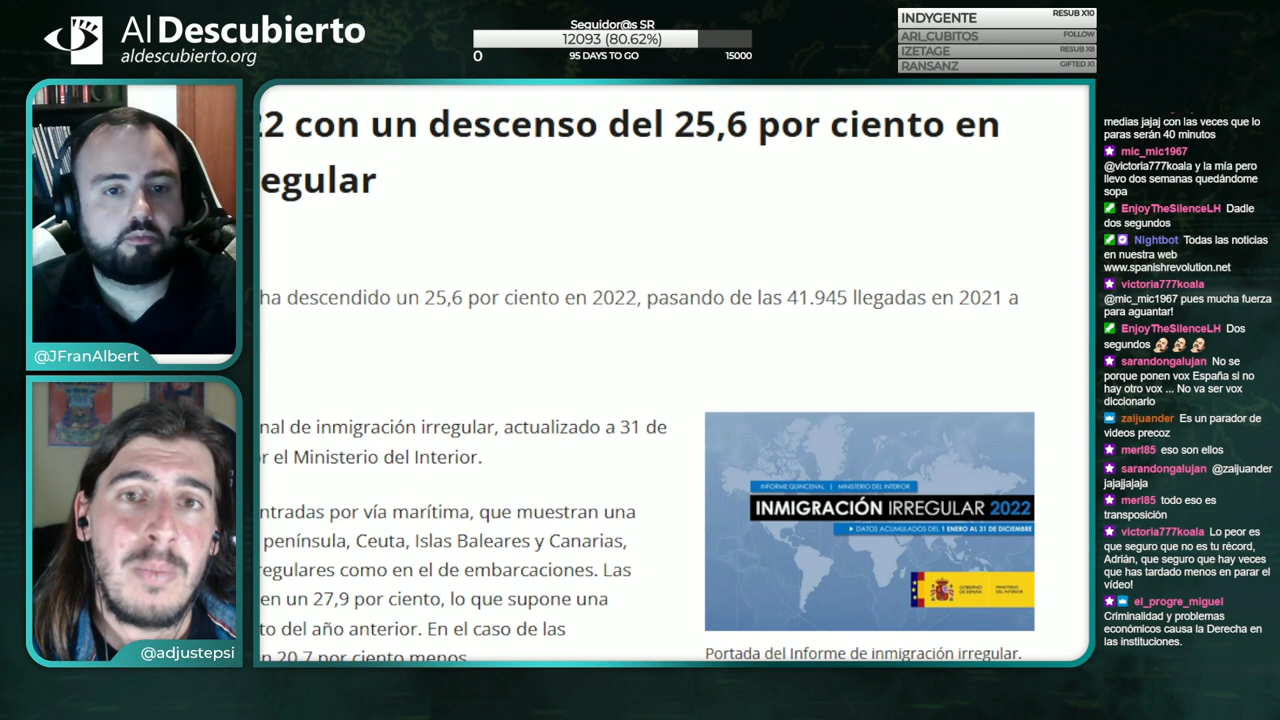 Al Descubierto
aldescubierto.org
Seguidor@s SR
12093 (80.62%)
0
95 DAYS TO GO
15000
INDYGENTE RESUB X10
ARI_CUBITOS FOLLOW
IZETAGE RESUB X8
RANSANZ GIFTED X1
@JFranAlbert
@adjustepsi
22 con un descenso del 25,6 por ciento en
egular
ha descendido un 25,6 por ciento en 2022, pasando de las 41.945 llegadas en 2021 a
nal de inmigración irregular, actualizado a 31 de
or el Ministerio del Interior.
ntradas por vía marítima, que muestran una
península, Ceuta, Islas Baleares y Canarias,
regulares como en el de embarcaciones. Las
en un 27,9 por ciento, lo que supone una
to del año anterior. En el caso de las
n 20,7 por ciento menos
INFORME QUINCENAL | MINISTERIO DEL INTERIOR
INMIGRACIÓN IRREGULAR 2022
DATOS ACUMULADOS DEL 1 ENERO AL 31 DE DICIEMBRE
GOBIERNO DE ESPAÑA
MINISTERIO DEL INTERIOR
Portada del Informe de inmigración irregular.
medias jajaj con las veces que lo
paras serán 40 minutos
mic_mic1967
@victoria777koala y la mía pero
llevo dos semanas quedándome
sopa
EnjoyTheSilenceLH Dadle
dos segundos
Nightbot Todas las noticias
en nuestra web
www.spanishrevolution.net
victoria777koala
@mic_mic1967 pues mucha fuerza
para aguantar!
EnjoyTheSilenceLH Dos
segundos
sarandongalujan No se
porque ponen vox España si no
hay otro vox ... No va ser vox
diccionario
zaijuander Es un parador de
videos precoz
merl85 eso son ellos
sarandongalujan @zaijuander
jajajjajaja
merl85 todo eso es
transposición
victoria777koala Lo peor es
que seguro que no es tu récord,
Adrián, que seguro que hay veces
que has tardado menos en parar el
vídeo!
el_progre_miguel
Criminalidad y problemas
económicos causa la Derecha en
las instituciones.